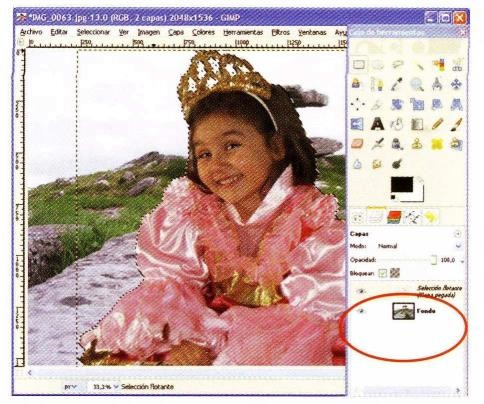 *IMG_0063.jpg-13.0 (RGB, 2 capas) 2048x1536 - GIMP
Archivo Editar Seleccionar Ver Imagen Capa Colores Herramientas Filtros Ventanas Ayu
Caja de herramientas
0 250 500 750 1000 1250 150
Capas
Modo: Normal
Opacidad: 100,0
Bloquear:
Selección flotante
(Capa pegada)
Fondo
px 33,3% Selección flotante